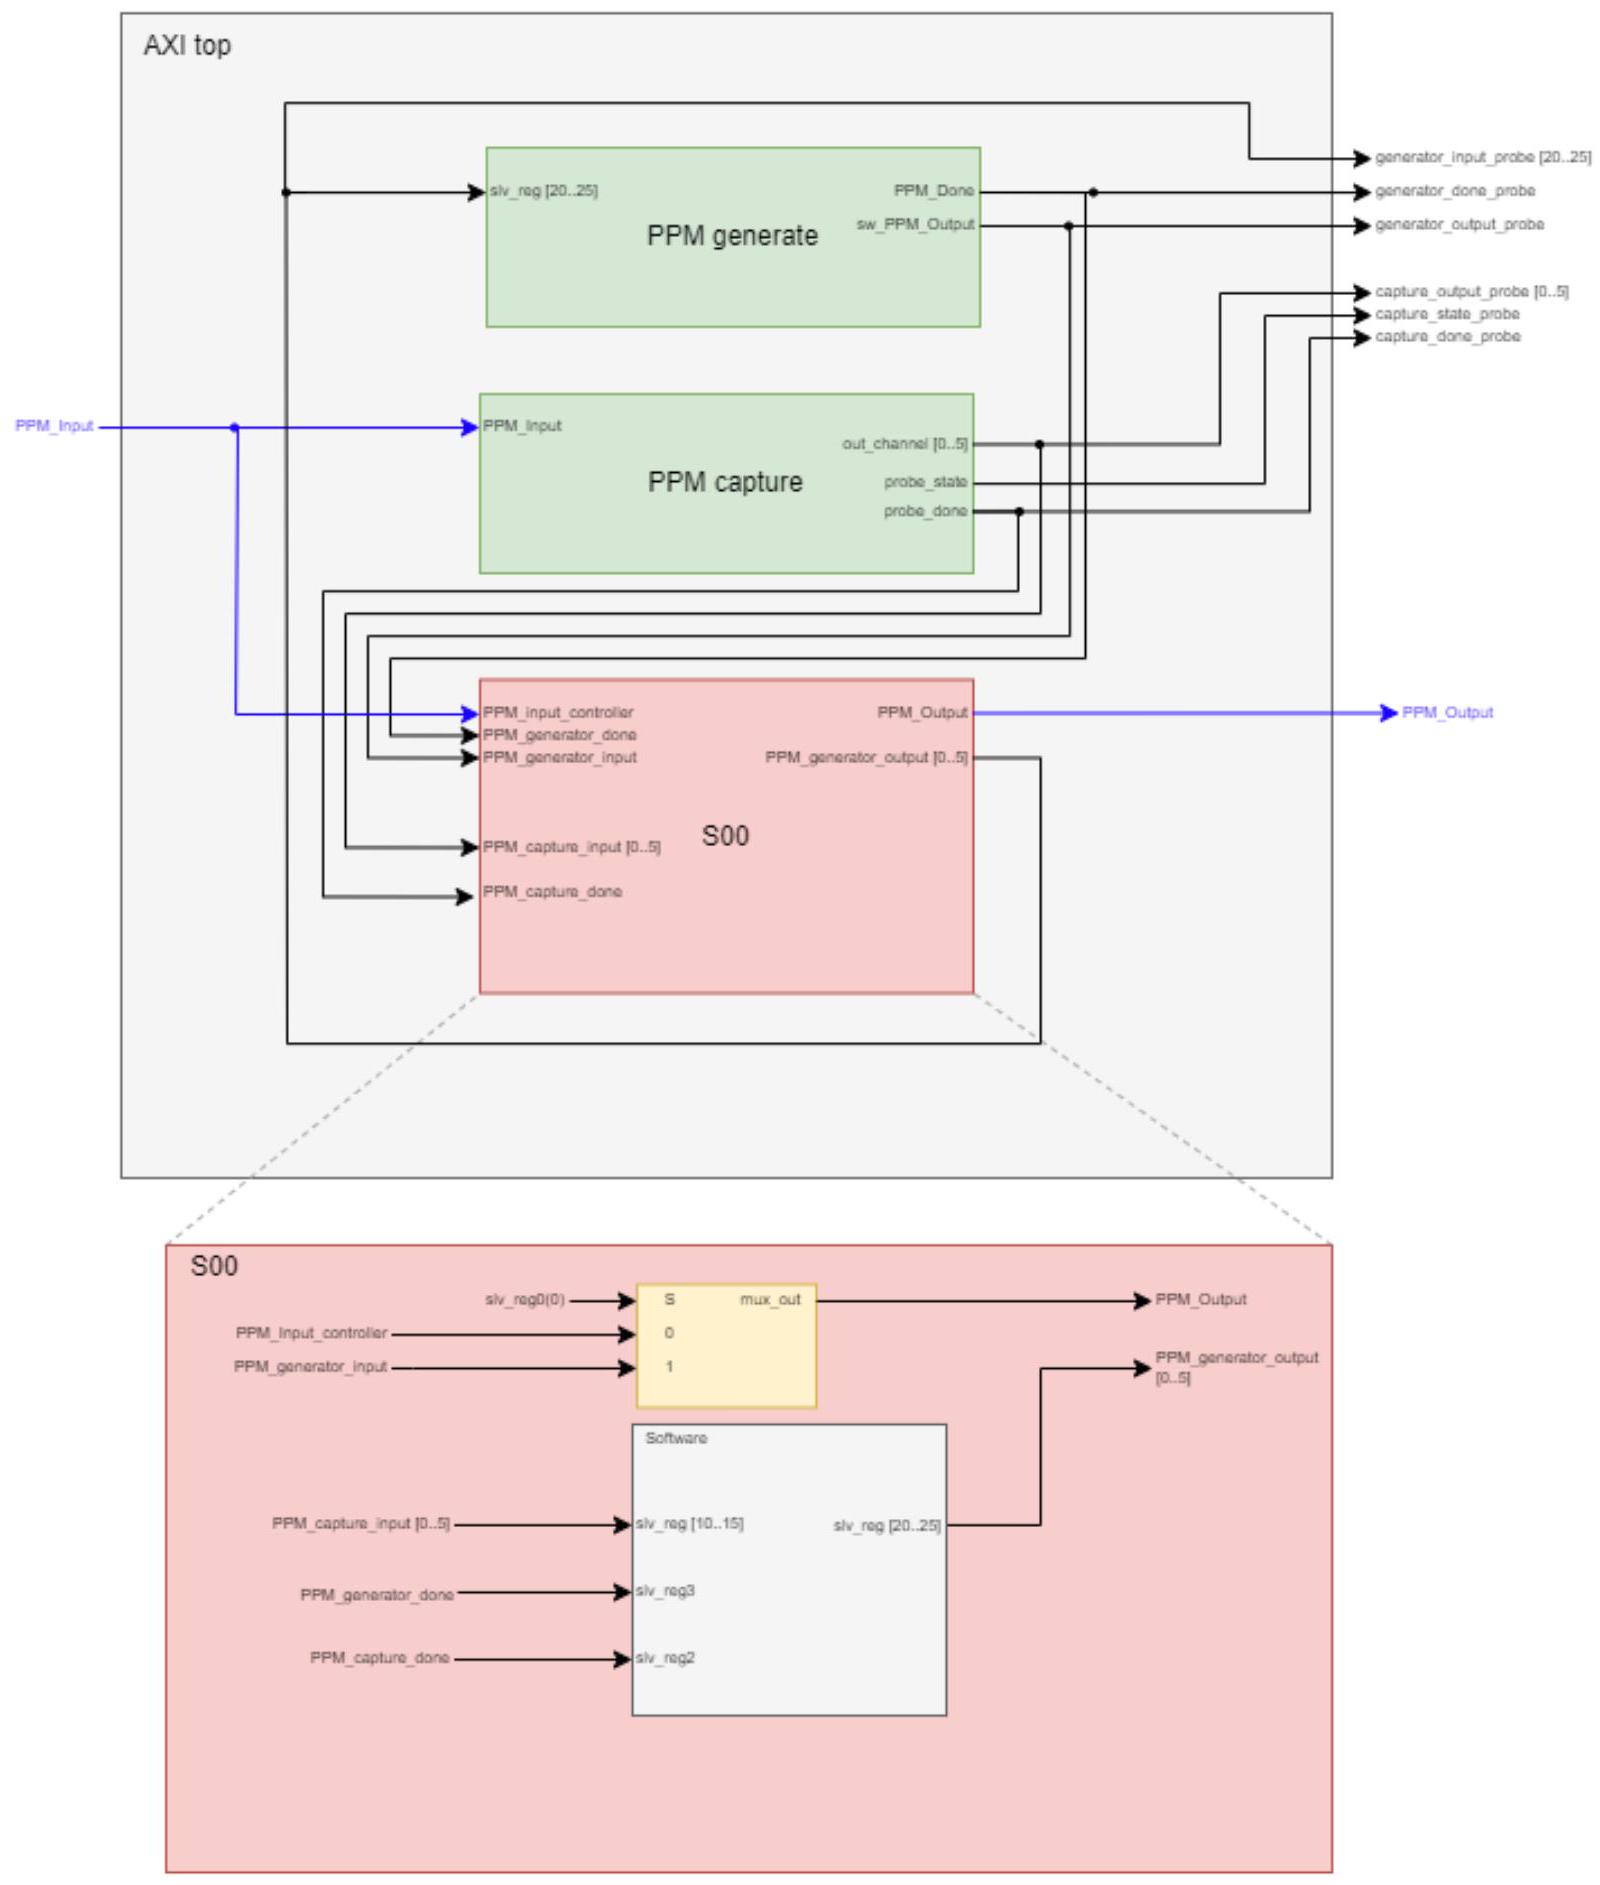 AXI top
generator_input_probe [20..25]
slv_reg [20..25]
PPM_Done
generator_done_probe
sw_PPM_Output
generator_output_probe
PPM generate
capture_output_probe [0..5]
capture_state_probe
capture_done_probe
PPM_Input
PPM_Input
out_channel [0..5]
PPM capture
probe_state
probe_done
PPM_input_controller
PPM_Output
PPM_Output
PPM_generator_done
PPM_generator_input
PPM_generator_output [0..5]
S00
PPM_capture_input [0..5]
PPM_capture_done
S00
slv_reg0(0)
S
mux_out
PPM_Output
PPM_Input_controller
0
PPM_generator_input
1
PPM_generator_output
[0..5]
Software
PPM_capture_input [0..5]
slv_reg [10..15]
slv_reg [20..25]
PPM_generator_done
slv_reg3
PPM_capture_done
slv_reg2